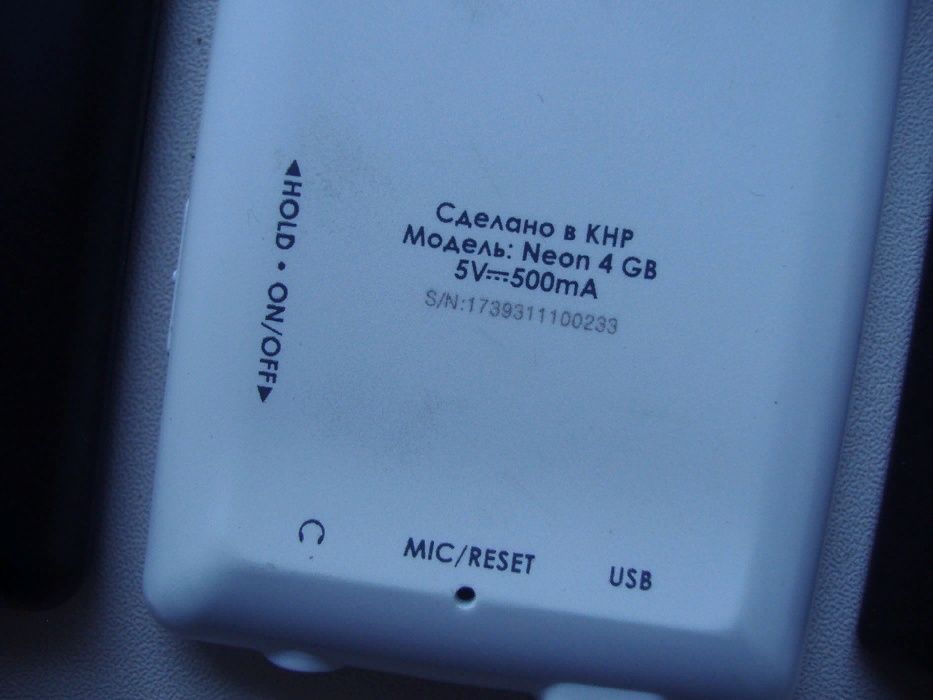 Сделано в КНР
Модель: Neon 4 GB
5V⎓500mA
S/N:1739311100233
◀HOLD • ON/OFF▶
MIC/RESET
USB